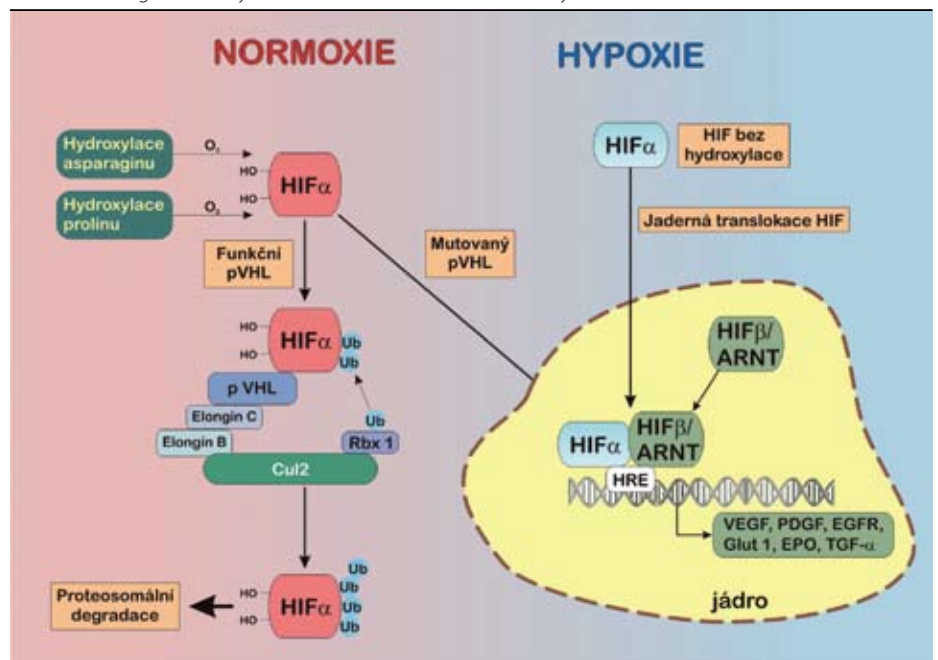 NORMOXIE
HYPOXIE
Hydroxylace
asparaginu
O₂
HO
HO
HIFα
Hydroxylace
prolinu
O₂
HIFα
HIF bez
hydroxylace
Jaderná translokace HIF
Funkční
pVHL
Mutovaný
pVHL
HO
HO
HIFα
Ub
Ub
p VHL
Elongin C
Elongin B
Ub
Rbx 1
Cul2
HIFβ/
ARNT
HIFα
HIFβ/
ARNT
HRE
VEGF, PDGF, EGFR,
Glut 1, EPO, TGF-α
jádro
Proteosomální
degradace
HO
HO
HIFα
Ub
Ub
Ub
Ub